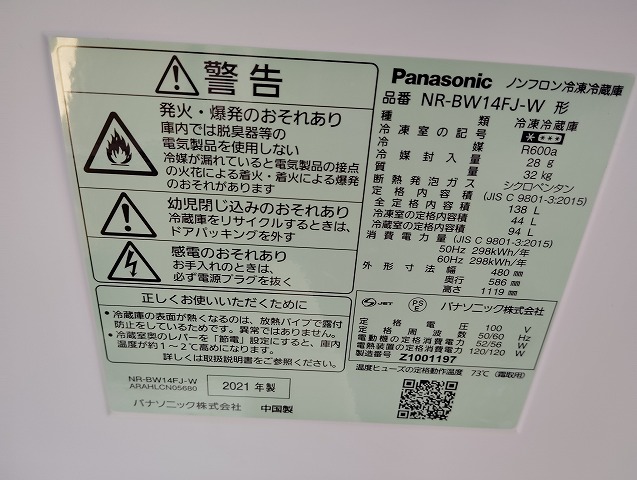 警告
発火・爆発のおそれあり
庫内では脱臭器等の
電気製品を使用しない
冷媒が漏れていると電気製品の接点
の火花による着火・着火による爆発
のおそれがあります
幼児閉じ込みのおそれあり
冷蔵庫をリサイクルするときは、
ドアパッキングを外す
感電のおそれあり
お手入れのときは、
必ず電源プラグを抜く
正しくお使いいただくために
・冷蔵庫の表面が熱くなるのは、放熱パイプで露付
防止をしているためです。異常ではありません。
・冷蔵室奥のレバーを「節電」設定にすると、庫内
温度が約1~2℃高めになります。
詳しくは取扱説明書をご参照ください。
NR-BW14FJ-W
ARAHLCN05680
2021年製
パナソニック株式会社 中国製
Panasonic ノンフロン冷凍冷蔵庫
品番 NR-BW14FJ-W 形
種類 冷凍冷蔵庫
冷凍室の記号
冷媒 R600a
冷媒封入量 28 g
質量 32 kg
断熱発泡ガス シクロペンタン
定格内容積 (JIS C 9801-3:2015)
全定格内容積 138 L
冷凍室の定格内容積 44 L
冷蔵室の定格内容積 94 L
消費電力量 (JIS C 9801-3:2015)
50Hz 298kWh/年
60Hz 298kWh/年
外形寸法 幅 480 mm
奥行 586 mm
高さ 1119 mm
JET PSE パナソニック株式会社
定格電圧 100 V
定格周波数 50/60 Hz
電動機の定格消費電力 52/56 W
電熱装置の定格消費電力 120/120 W
製造番号 Z1001197
温度ヒューズの定格動作温度 73℃ (霜取用)